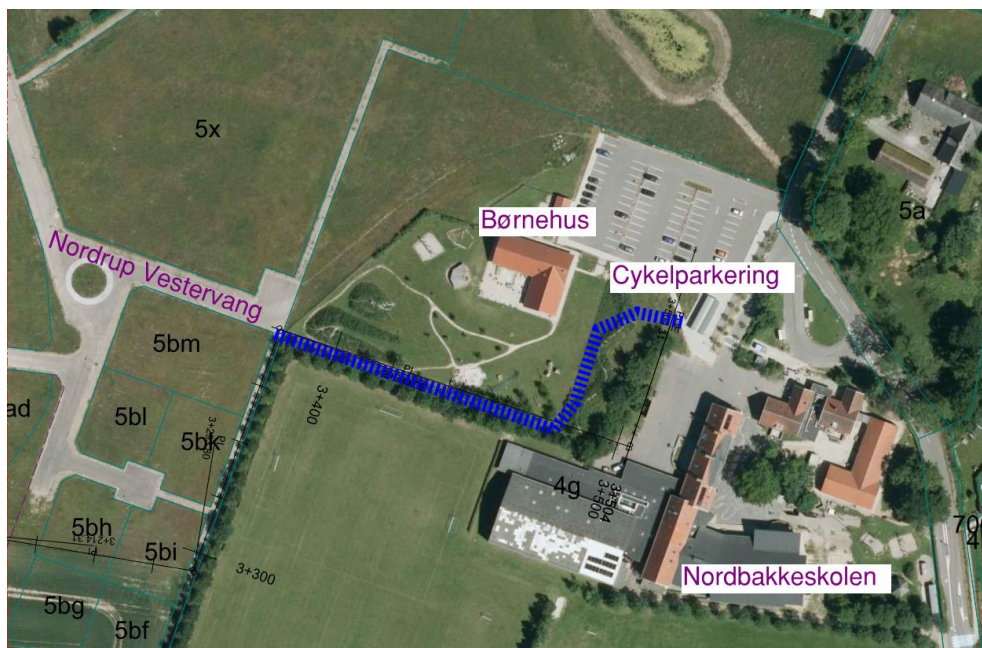 5x
5a
Børnehus
Nordrup Vestervang
Cykelparkering
5bm
ad
5bl
5bk
3+400
4g
3+504
3+500
5bh
5bi
3+300
Nordbakkeskolen
5bg
5bf